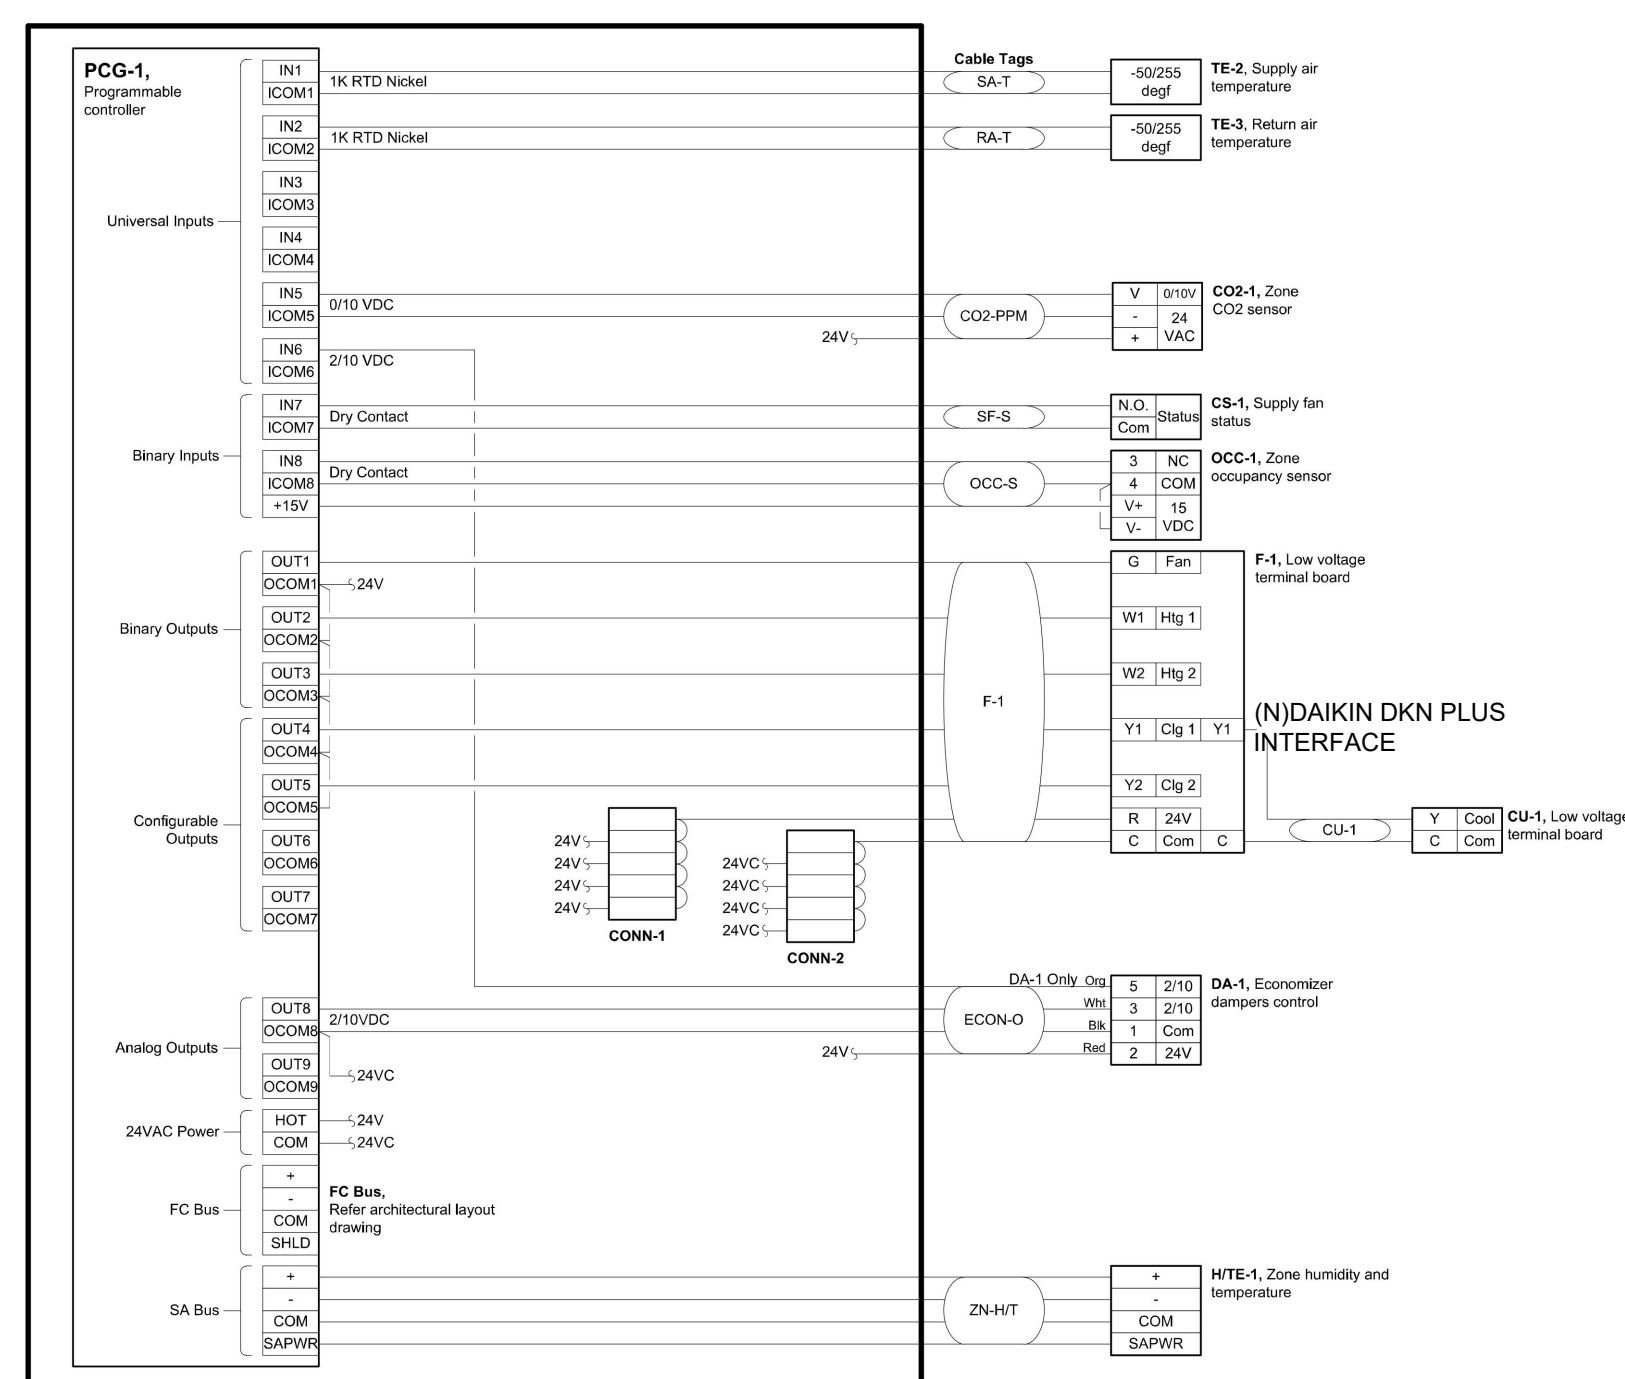 PCG-1,
Programmable
controller
Universal Inputs
IN1
ICOM1
1K RTD Nickel
IN2
ICOM2
1K RTD Nickel
IN3
ICOM3
IN4
ICOM4
IN5
ICOM5
0/10 VDC
IN6
ICOM6
2/10 VDC
Binary Inputs
IN7
ICOM7
Dry Contact
IN8
ICOM8
+15V
Dry Contact
Binary Outputs
OUT1
OCOM1
24V
OUT2
OCOM2
OUT3
OCOM3
Configurable
Outputs
OUT4
OCOM4
OUT5
OCOM5
OUT6
OCOM6
OUT7
OCOM7
Analog Outputs
OUT8
OCOM8
2/10VDC
OUT9
OCOM9
24VC
24VAC Power
HOT
COM
24V
24VC
FC Bus
+
-
COM
SHLD
FC Bus,
Refer architectural layout
drawing
SA Bus
+
-
COM
SAPWR
24V
24V
24V
24V
CONN-1
24VC
24VC
24VC
24VC
CONN-2
Cable Tags
SA-T
-50/255
degf
TE-2, Supply air
temperature
RA-T
-50/255
degf
TE-3, Return air
temperature
24V
CO2-PPM
V 0/10V
- 24
+ VAC
CO2-1, Zone
CO2 sensor
SF-S
N.O. Status
Com
CS-1, Supply fan
status
OCC-S
3 NC
4 COM
V+ 15
V- VDC
OCC-1, Zone
occupancy sensor
F-1
G Fan
W1 Htg 1
W2 Htg 2
Y1 Clg 1 Y1
Y2 Clg 2
R 24V
C Com C
F-1, Low voltage
terminal board
(N)DAIKIN DKN PLUS
INTERFACE
CU-1
Y Cool
C Com
CU-1, Low voltage
terminal board
24V
ECON-O
DA-1 Only Org 5 2/10
Wht 3 2/10
Blk 1 Com
Red 2 24V
DA-1, Economizer
dampers control
ZN-H/T
+
-
COM
SAPWR
H/TE-1, Zone humidity and
temperature